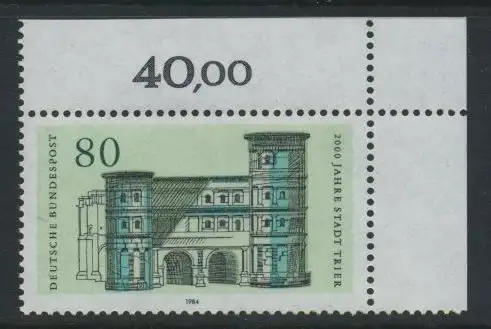 40,00
80
DEUTSCHE BUNDESPOST
2000 JAHRE STADT TRIER
1984